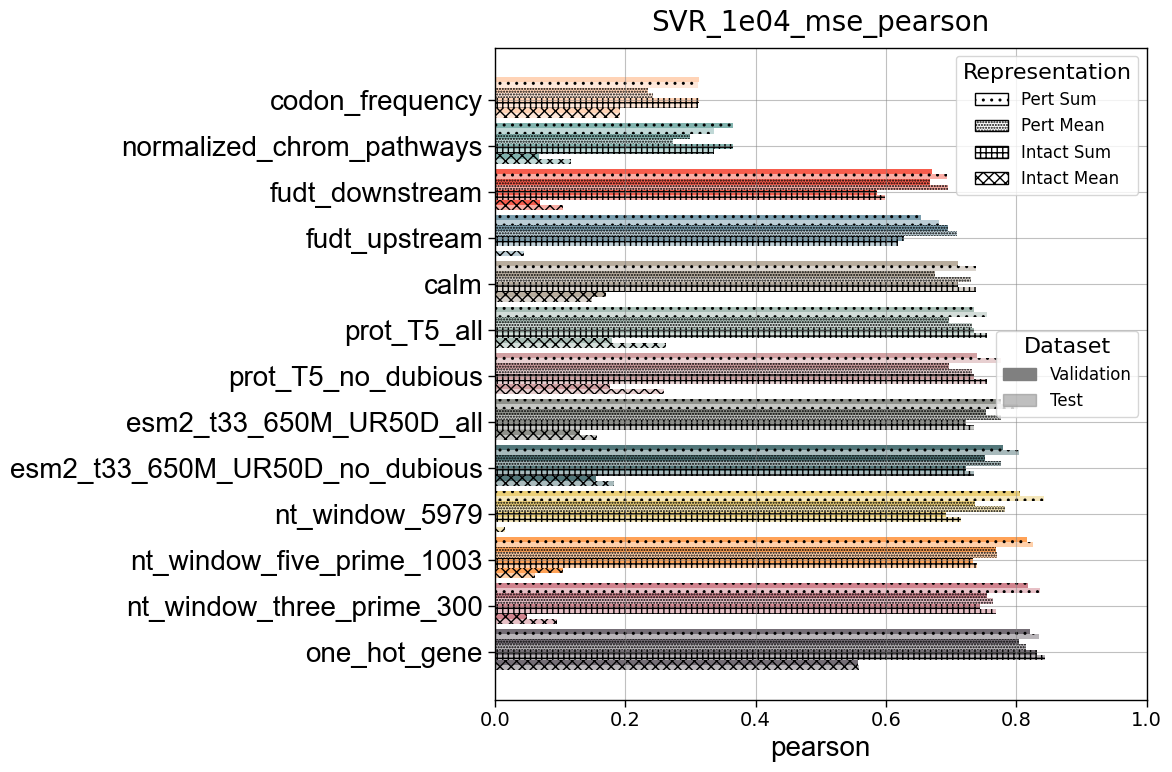 SVR_1e04_mse_pearson
codon_frequency
normalized_chrom_pathways
fudt_downstream
fudt_upstream
calm
prot_T5_all
prot_T5_no_dubious
esm2_t33_650M_UR50D_all
esm2_t33_650M_UR50D_no_dubious
nt_window_5979
nt_window_five_prime_1003
nt_window_three_prime_300
one_hot_gene
Representation
Pert Sum
Pert Mean
Intact Sum
Intact Mean
Dataset
Validation
Test
0.0 0.2 0.4 0.6 0.8 1.0
pearson